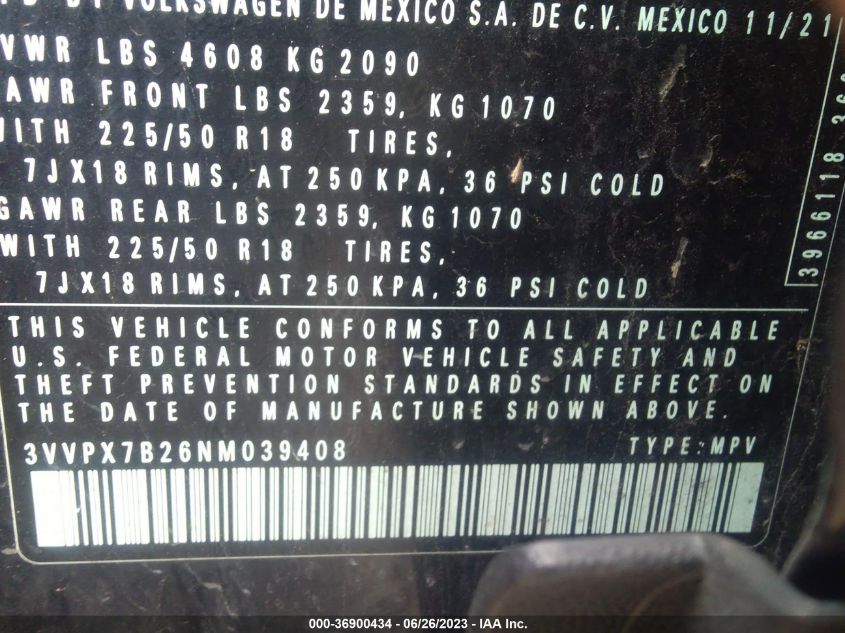 BY VOLKSWAGEN DE MEXICO S.A. DE C.V. MEXICO 11/21
VWR LBS 4608 KG 2090
AWR FRONT LBS 2359, KG 1070
WITH 225/50 R18 TIRES,
7JX18 RIMS, AT 250 KPA, 36 PSI COLD
GAWR REAR LBS 2359, KG 1070
WITH 225/50 R18 TIRES,
7JX18 RIMS, AT 250 KPA, 36 PSI COLD
3966118
THIS VEHICLE CONFORMS TO ALL APPLICABLE
U.S. FEDERAL MOTOR VEHICLE SAFETY AND
THEFT PREVENTION STANDARDS IN EFFECT ON
THE DATE OF MANUFACTURE SHOWN ABOVE.
3VVPX7B26NM039408 TYPE: MPV
000-36900434 - 06/26/2023 - IAA Inc.